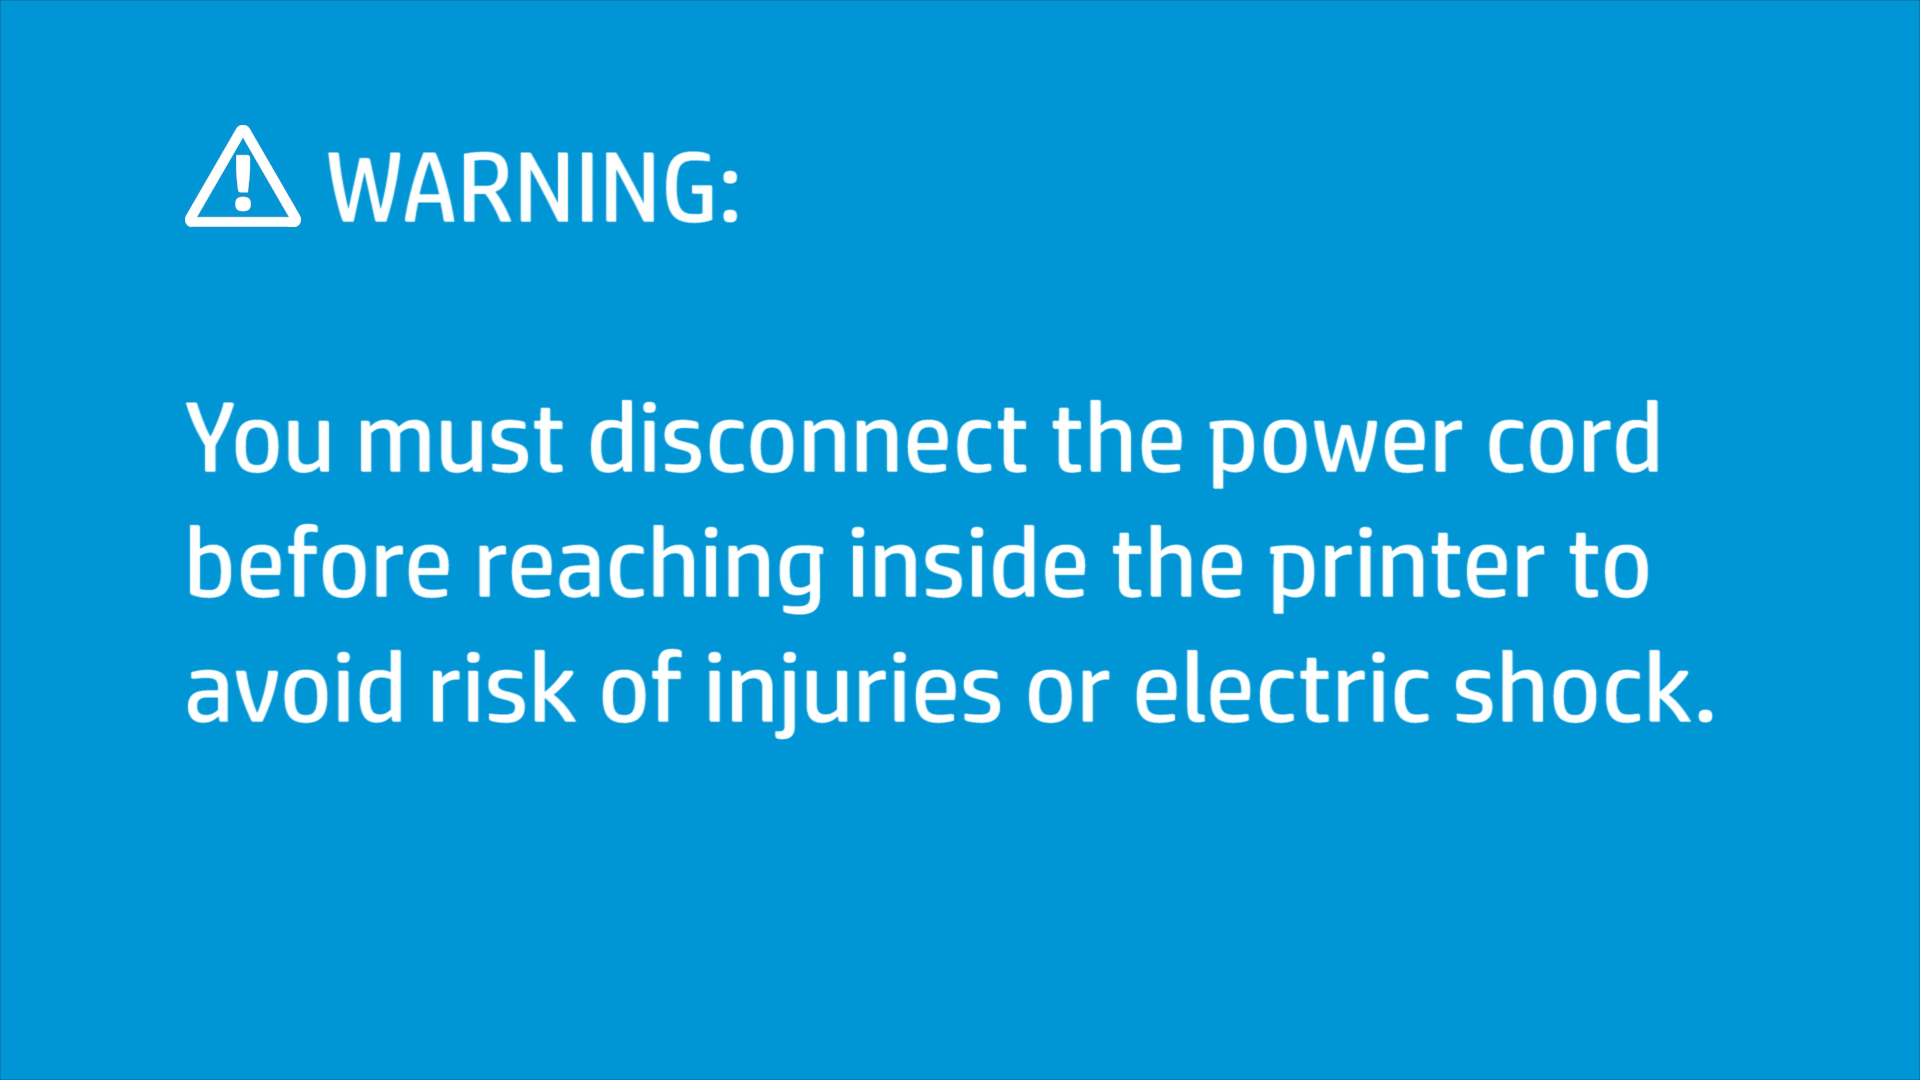 WARNING:
You must disconnect the power cord
before reaching inside the printer to
avoid risk of injuries or electric shock.